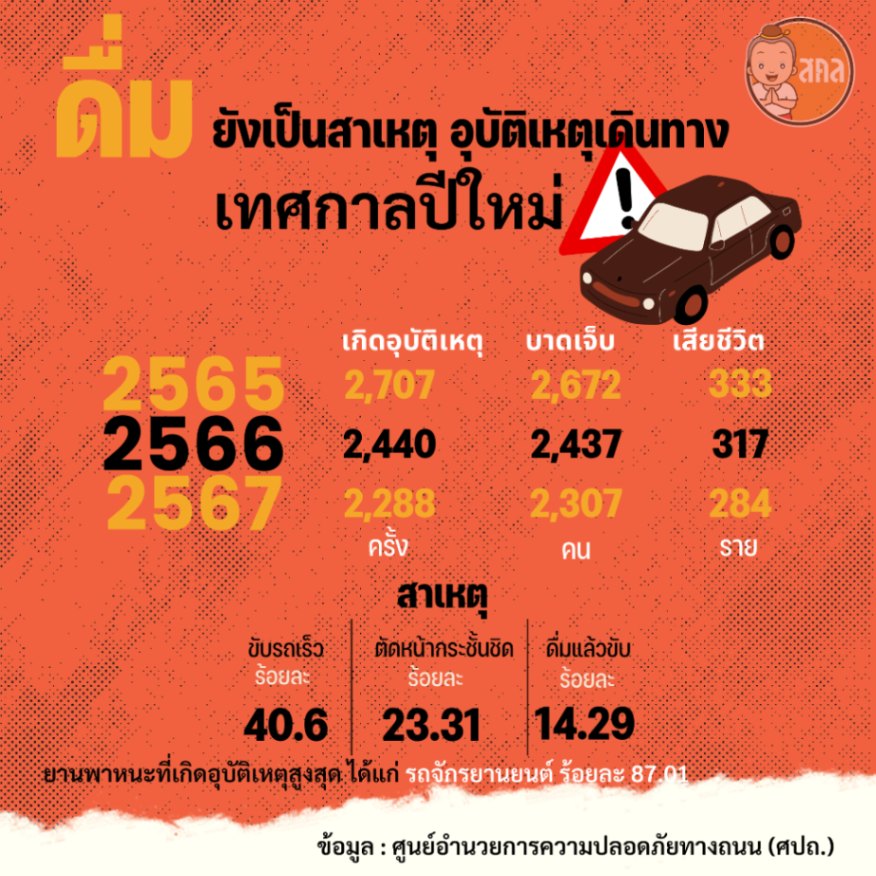 สคล
ดื่ม ยังเป็นสาเหตุ อุบัติเหตุเดินทาง
เทศกาลปีใหม่
เกิดอุบัติเหตุ บาดเจ็บ เสียชีวิต
2565 2,707 2,672 333
2566 2,440 2,437 317
2567 2,288 2,307 284
ครั้ง คน ราย
สาเหตุ
ขับรถเร็ว ตัดหน้ากระชั้นชิด ดื่มแล้วขับ
ร้อยละ ร้อยละ ร้อยละ
40.6 23.31 14.29
ยานพาหนะที่เกิดอุบัติเหตุสูงสุด ได้แก่ รถจักรยานยนต์ ร้อยละ 87.01
ข้อมูล : ศูนย์อำนวยการความปลอดภัยทางถนน (ศปถ.)